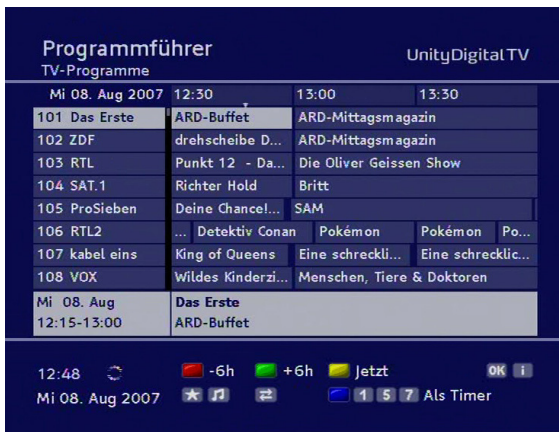 Programmführer
UnityDigitalTV
TV-Programme
Mi 08. Aug 2007 12:30 13:00 13:30
101 Das Erste ARD-Buffet ARD-Mittagsmagazin
102 ZDF drehscheibe D... ARD-Mittagsmagazin
103 RTL Punkt 12 - Da... Die Oliver Geissen Show
104 SAT.1 Richter Hold Britt
105 ProSieben Deine Chance!... SAM
106 RTL2 ... Detektiv Conan Pokémon Pokémon Po...
107 kabel eins King of Queens Eine schreckli... Eine schrecklic...
108 VOX Wildes Kinderzi... Menschen, Tiere & Doktoren
Mi 08. Aug Das Erste
12:15-13:00 ARD-Buffet
12:48 -6h +6h Jetzt OK i
Mi 08. Aug 2007 1 5 7 Als Timer